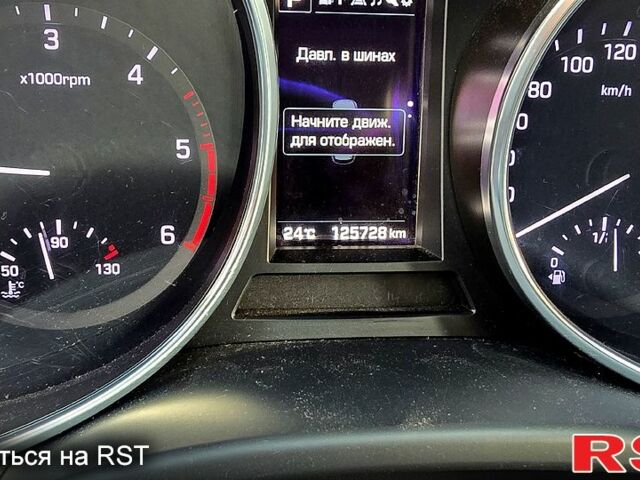 P
3
x1000rpm
4
5
6
50
90
130
°C
Давл. в шинах
Начните движ.
для отображен.
24°C
125728 km
80
100
120
km/h
0
1/
ться на RST
RS